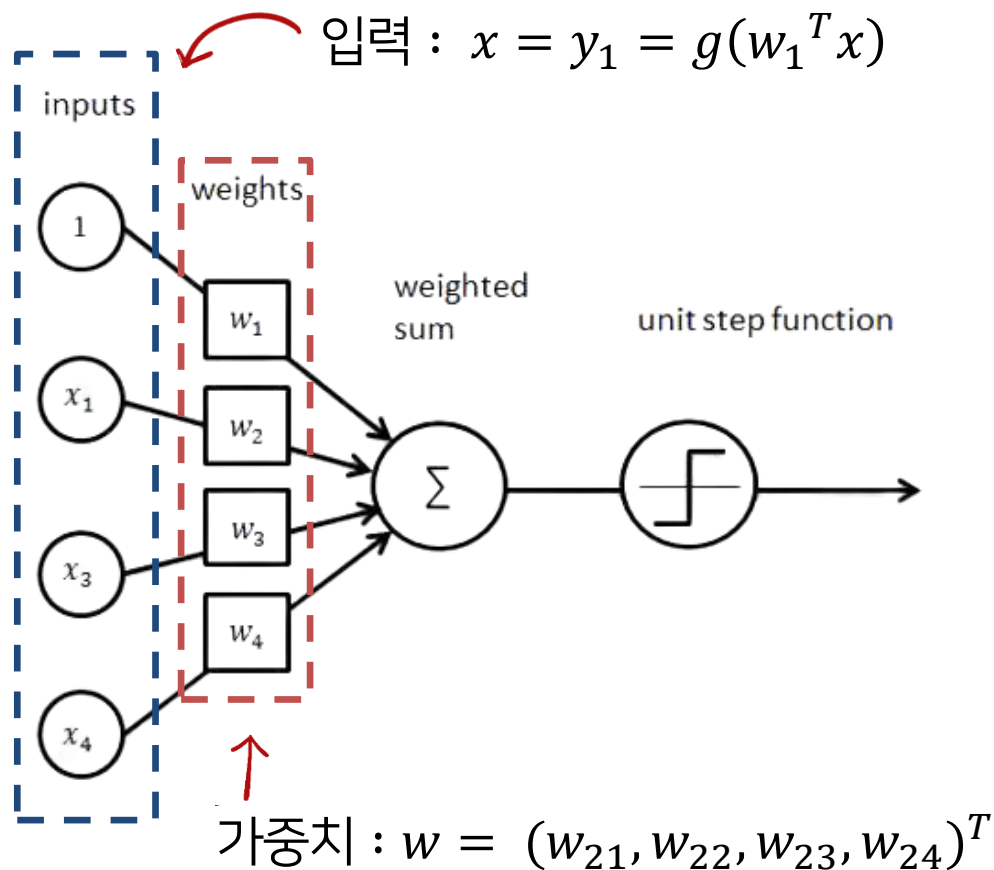 입력 : x = y₁ = g(w₁ᵀx)
inputs
weights
1
w₁
weighted
sum
unit step function
x₁
w₂
Σ
x₃
w₃
w₄
x₄
가중치 : w = (w₂₁, w₂₂, w₂₃, w₂₄)ᵀ